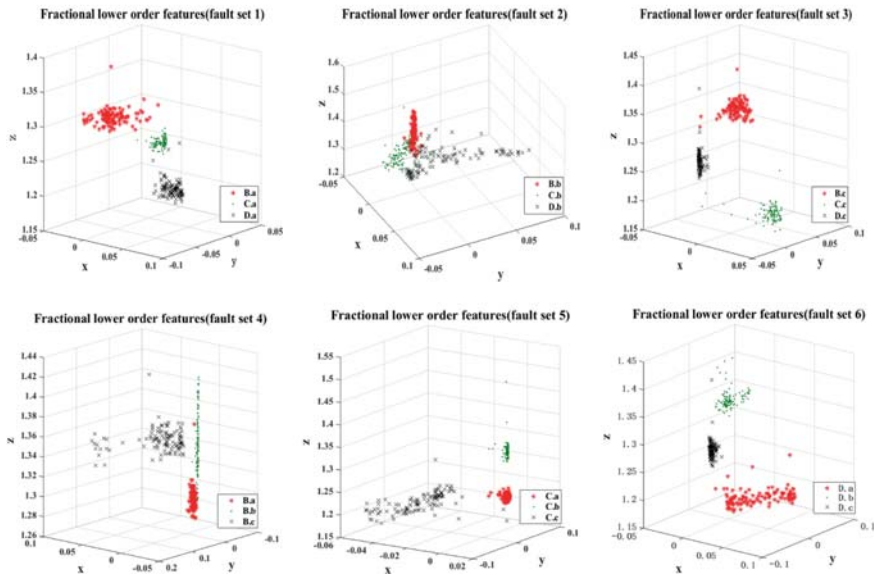 Fractional lower order features(fault set 1)
1.4
1.35
1.3
1.25
1.2
1.15
z
-0.05
0
0.05
0.1
x
-0.1
-0.05
0
0.05
y
B.a
C.a
D.a
Fractional lower order features(fault set 2)
1.6
1.5
1.4
1.3
1.2
z
-0.05
0
0.05
0.1
x
-0.05
0
0.05
0.1
y
B.b
C.b
D.b
Fractional lower order features(fault set 3)
1.45
1.4
1.35
1.3
1.25
1.2
1.15
z
-0.05
0
0.05
x
-0.05
0
0.05
0.1
y
B.c
C.c
D.c
Fractional lower order features(fault set 4)
1.44
1.42
1.4
1.38
1.36
1.34
1.32
1.3
1.28
1.26
z
0.1
0.05
0
-0.05
x
0.2
0.1
0
-0.1
y
B.a
B.b
B.c
Fractional lower order features(fault set 5)
1.55
1.5
1.45
1.4
1.35
1.3
1.25
1.2
1.15
z
-0.06
-0.04
-0.02
0
0.02
x
-0.1
0
0.1
y
C.a
C.b
C.c
Fractional lower order features(fault set 6)
1.45
1.4
1.35
1.3
1.25
1.2
1.15
z
-0.05
0
0.05
0.1
x
-0.1
0
0.1
y
D.a
D.b
D.c